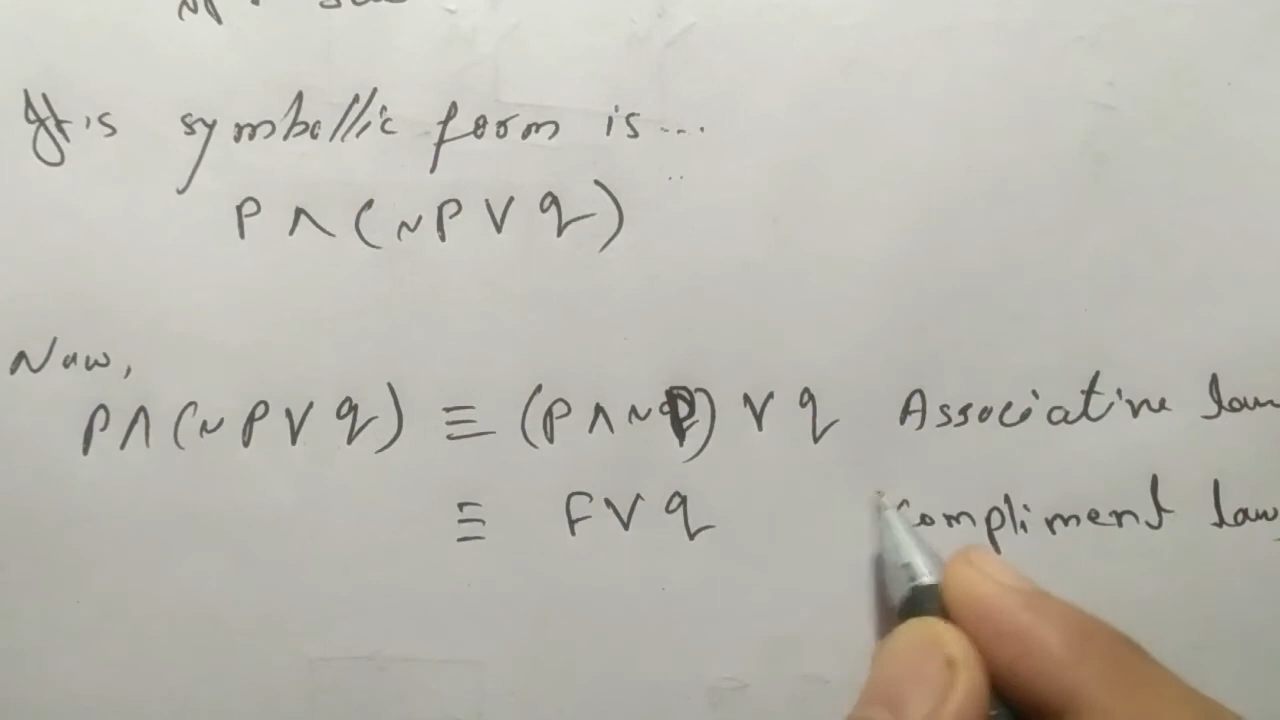 It's symbollic form is...
P ∧ (~P ∨ q)
Now,
P∧(~P∨q) ≡ (P∧~P) ∨ q Associative law
≡ F∨q Compliment law